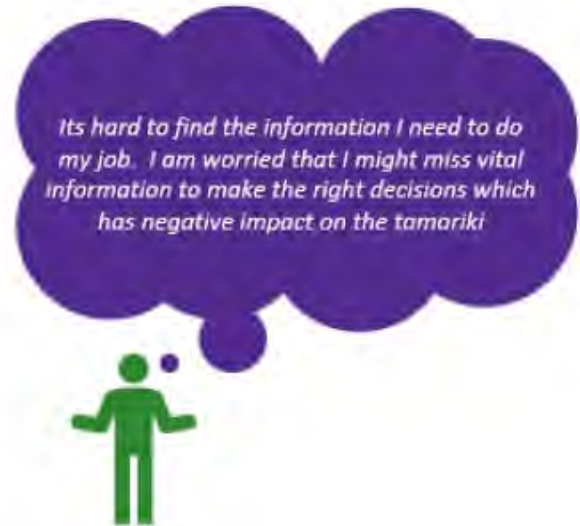 Its hard to find the information I need to do
my job.  I am worried that I might miss vital
information to make the right decisions which
has negative impact on the tamariki